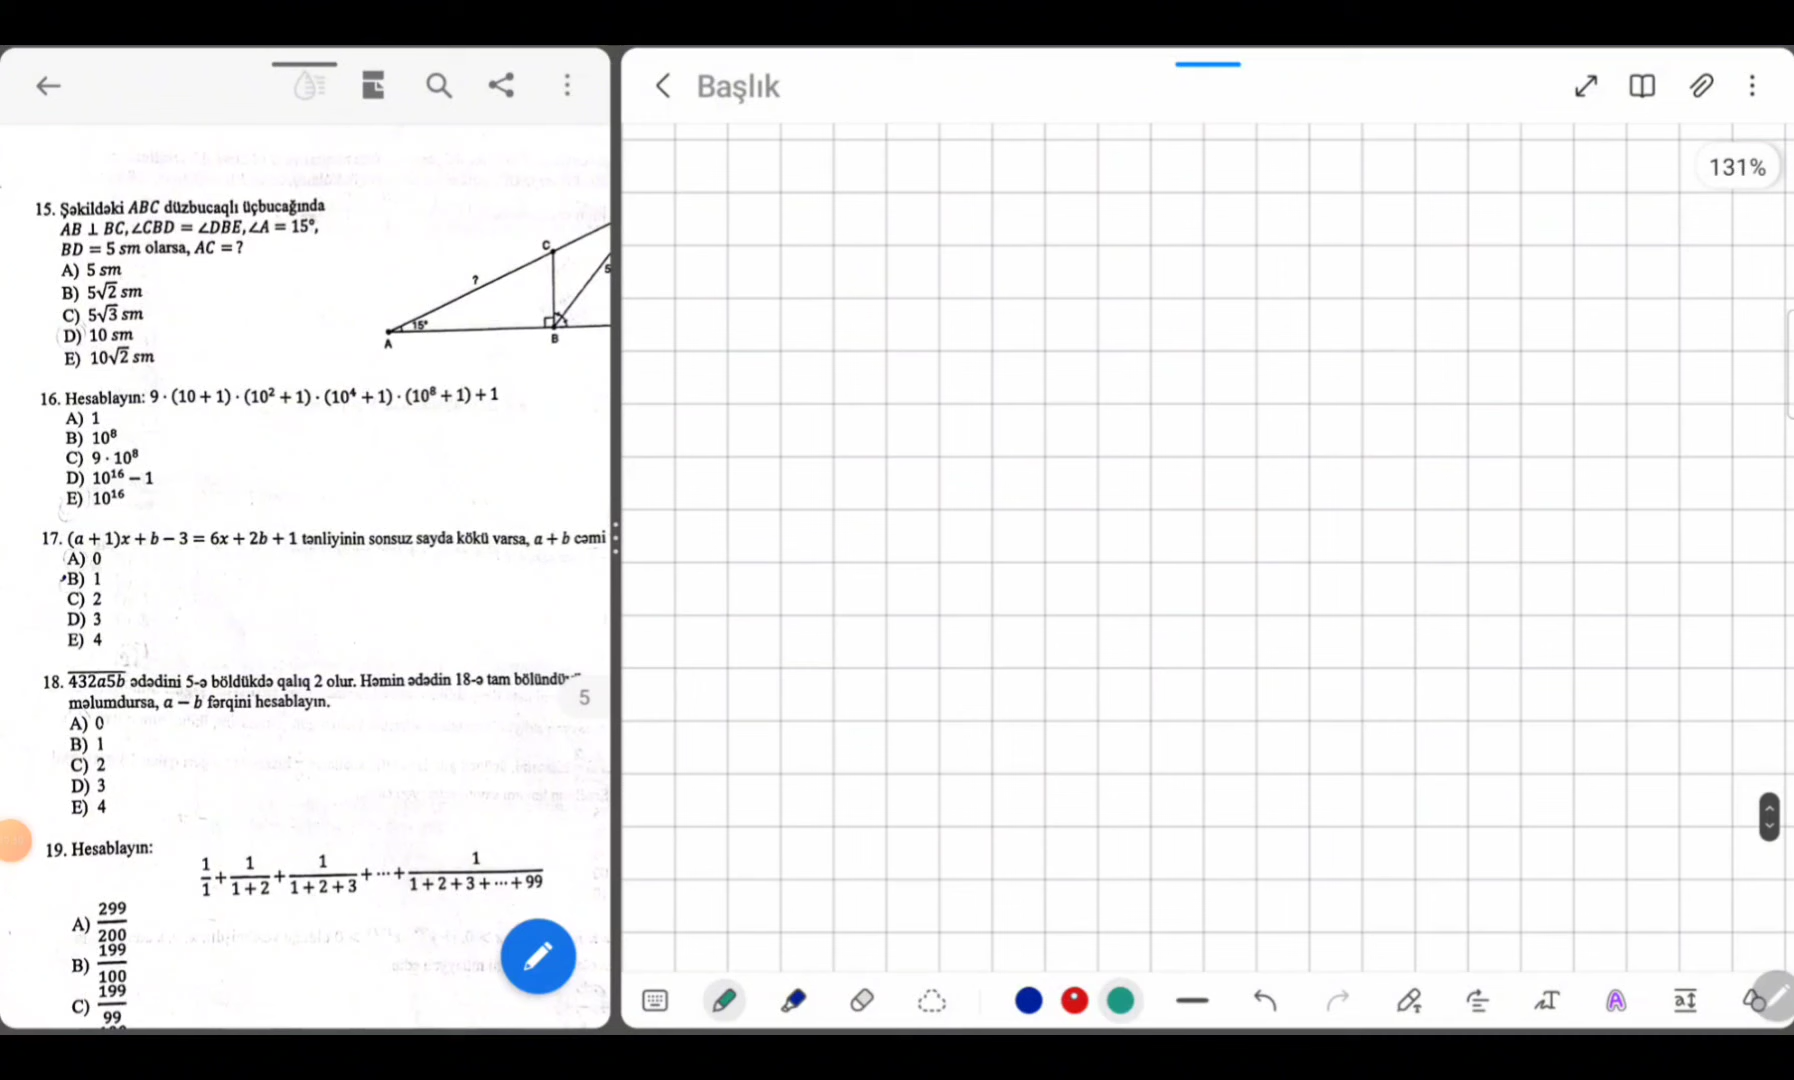 Başlık
131%
15. Şəkildəki ABC düzbucaqlı üçbucağında
AB ⊥ BC, ∠CBD = ∠DBE, ∠A = 15°,
BD = 5 sm olarsa, AC = ?
A) 5 sm
B) 5√2 sm
C) 5√3 sm
D) 10 sm
E) 10√2 sm
C
?
5
15°
A
B
16. Hesablayın: 9 · (10 + 1) · (10² + 1) · (10⁴ + 1) · (10⁸ + 1) + 1
A) 1
B) 10⁸
C) 9 · 10⁸
D) 10¹⁶ − 1
E) 10¹⁶
17. (a + 1)x + b − 3 = 6x + 2b + 1 tənliyinin sonsuz sayda kökü varsa, a + b cəmi
A) 0
B) 1
C) 2
D) 3
E) 4
18. 432a5b ədədini 5-ə böldükdə qalıq 2 olur. Həmin ədədin 18-ə tam
məlumdursa, a − b fərqini hesablayın.
5
A) 0
B) 1
C) 2
D) 3
E) 4
19. Hesablayın:
1/1 + 1/(1 + 2) + 1/(1 + 2 + 3) + ⋯ + 1/(1 + 2 + 3 + ⋯ + 99)
A) 299/200
B) 199/100
C) 199/99